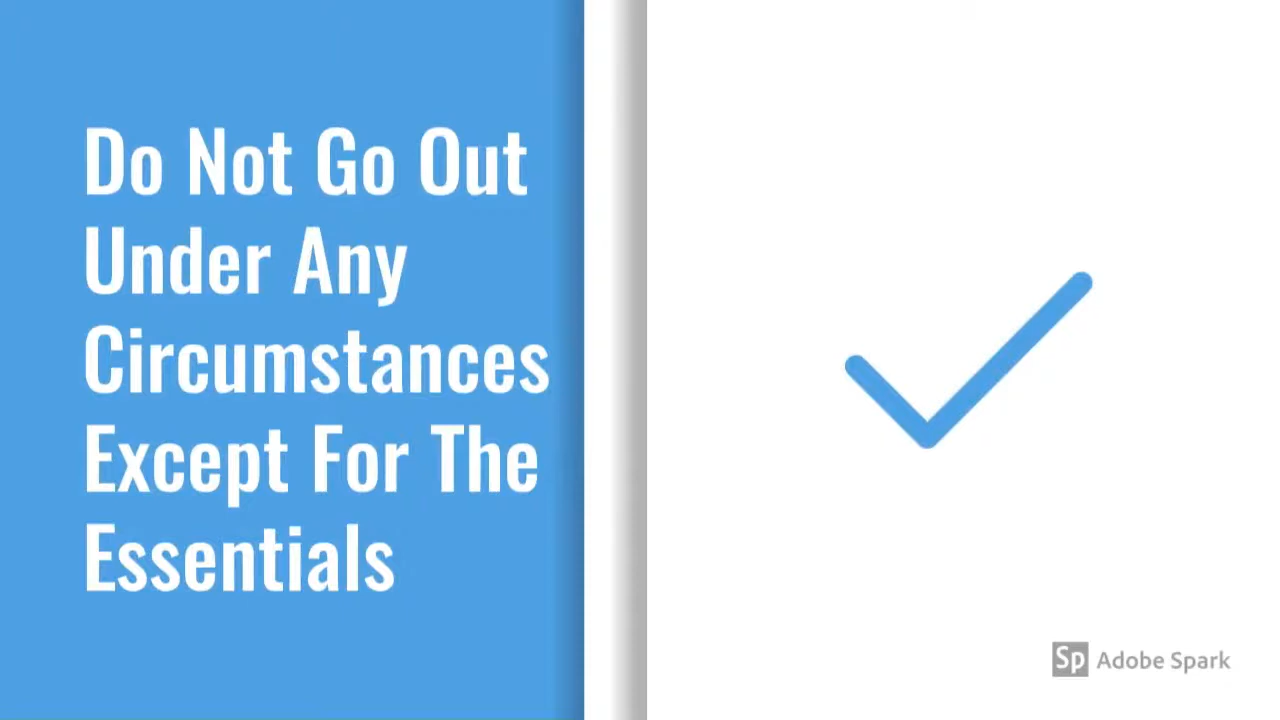 Do Not Go Out
Under Any
Circumstances
Except For The
Essentials
Sp Adobe Spark